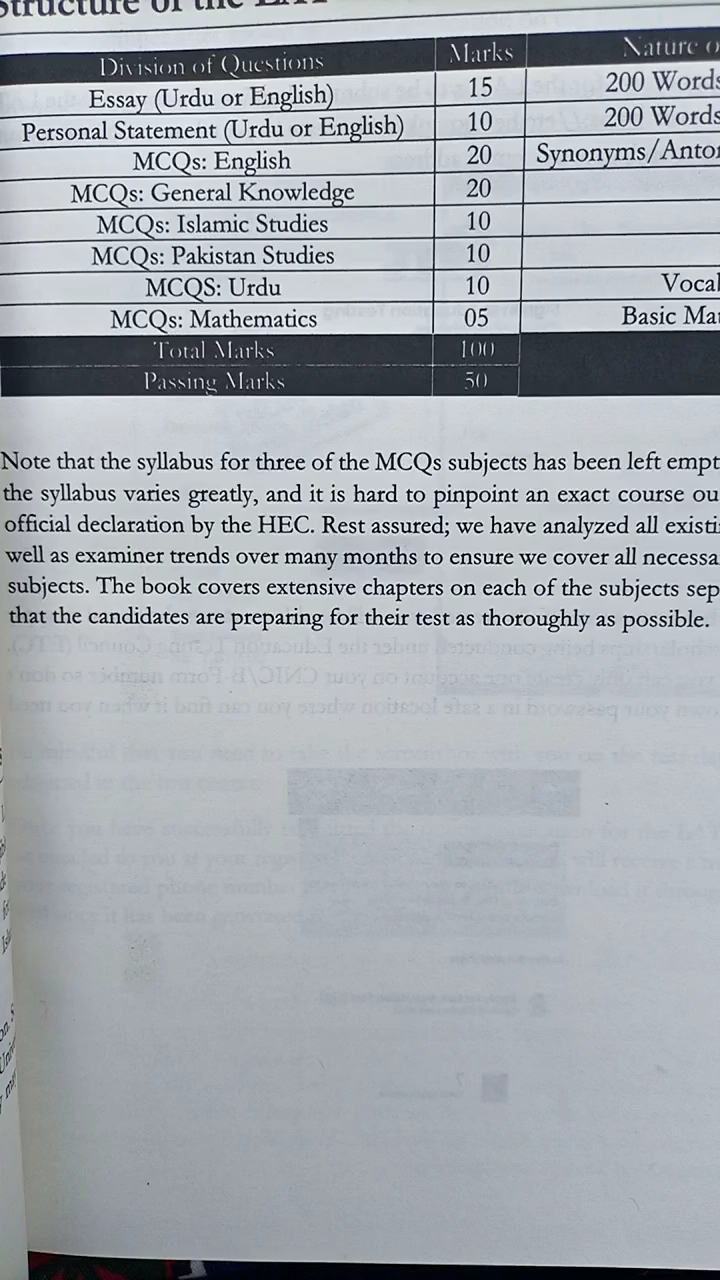 Structure of the
Division of Questions Marks Nature
Essay (Urdu or English) 15 200 Words
Personal Statement (Urdu or English) 10 200 Words
MCQs: English 20 Synonyms/Anto
MCQs: General Knowledge 20
MCQs: Islamic Studies 10
MCQs: Pakistan Studies 10
MCQS: Urdu 10 Vocal
MCQs: Mathematics 05 Basic Ma
Total Marks 100
Passing Marks 50
Note that the syllabus for three of the MCQs subjects has been left empt
the syllabus varies greatly, and it is hard to pinpoint an exact course ou
official declaration by the HEC. Rest assured; we have analyzed all existi
well as examiner trends over many months to ensure we cover all necessa
subjects. The book covers extensive chapters on each of the subjects sep
that the candidates are preparing for their test as thoroughly as possible.